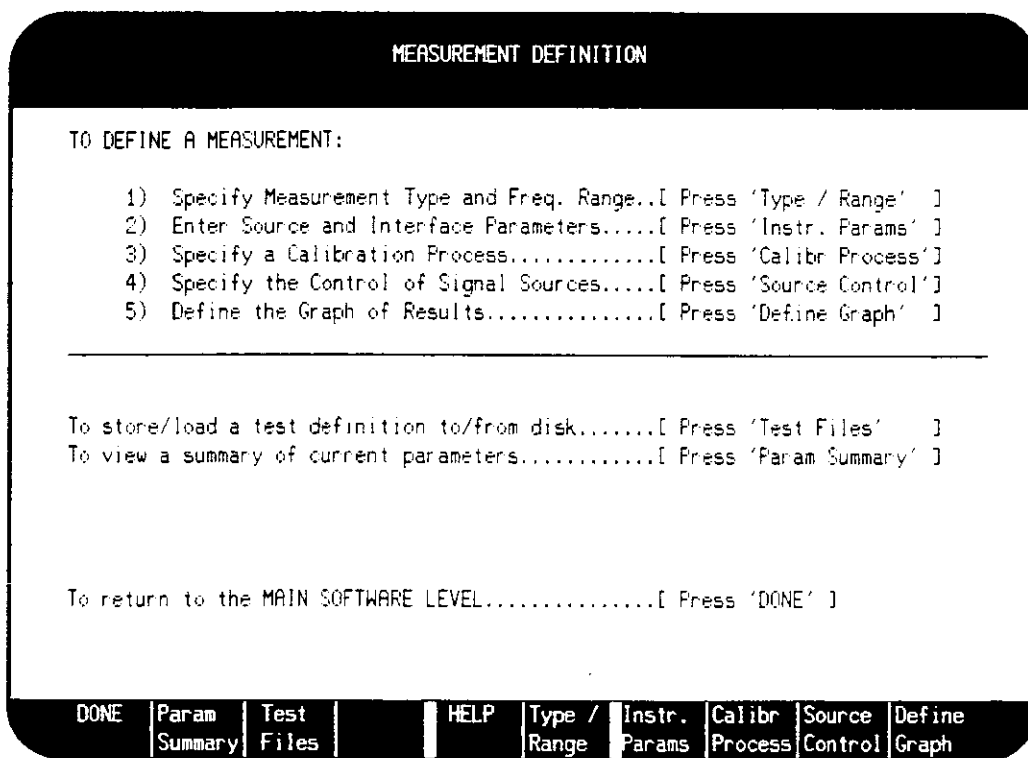 MEASUREMENT DEFINITION
TO DEFINE A MEASUREMENT:
1) Specify Measurement Type and Freq. Range..[ Press 'Type / Range' ]
2) Enter Source and Interface Parameters.....[ Press 'Instr. Params' ]
3) Specify a Calibration Process.............[ Press 'Calibr Process']
4) Specify the Control of Signal Sources.....[ Press 'Source Control']
5) Define the Graph of Results...............[ Press 'Define Graph' ]
To store/load a test definition to/from disk.......[ Press 'Test Files' ]
To view a summary of current parameters............[ Press 'Param Summary' ]
To return to the MAIN SOFTWARE LEVEL...............[ Press 'DONE' ]
DONE Param Test HELP Type / Instr. Calibr Source Define
Summary Files Range Params Process Control Graph